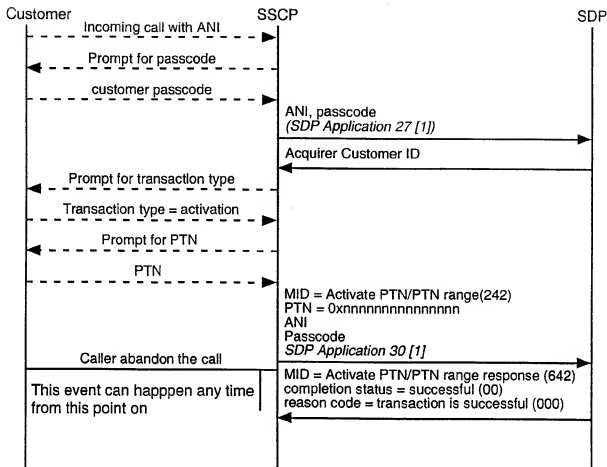 Customer SSCP SDP
Incoming call with ANI
Prompt for passcode
customer passcode
ANI, passcode
(SDP Application 27 [1])
Acquirer Customer ID
Prompt for transaction type
Transaction type = activation
Prompt for PTN
PTN
MID = Activate PTN/PTN range(242)
PTN = 0xnnnnnnnnnnnnnnnn
ANI
Passcode
SDP Application 30 [1]
Caller abandon the call
This event can happpen any time
from this point on
MID = Activate PTN/PTN range response (642)
completion status = successful (00)
reason code = transaction is successful (000)